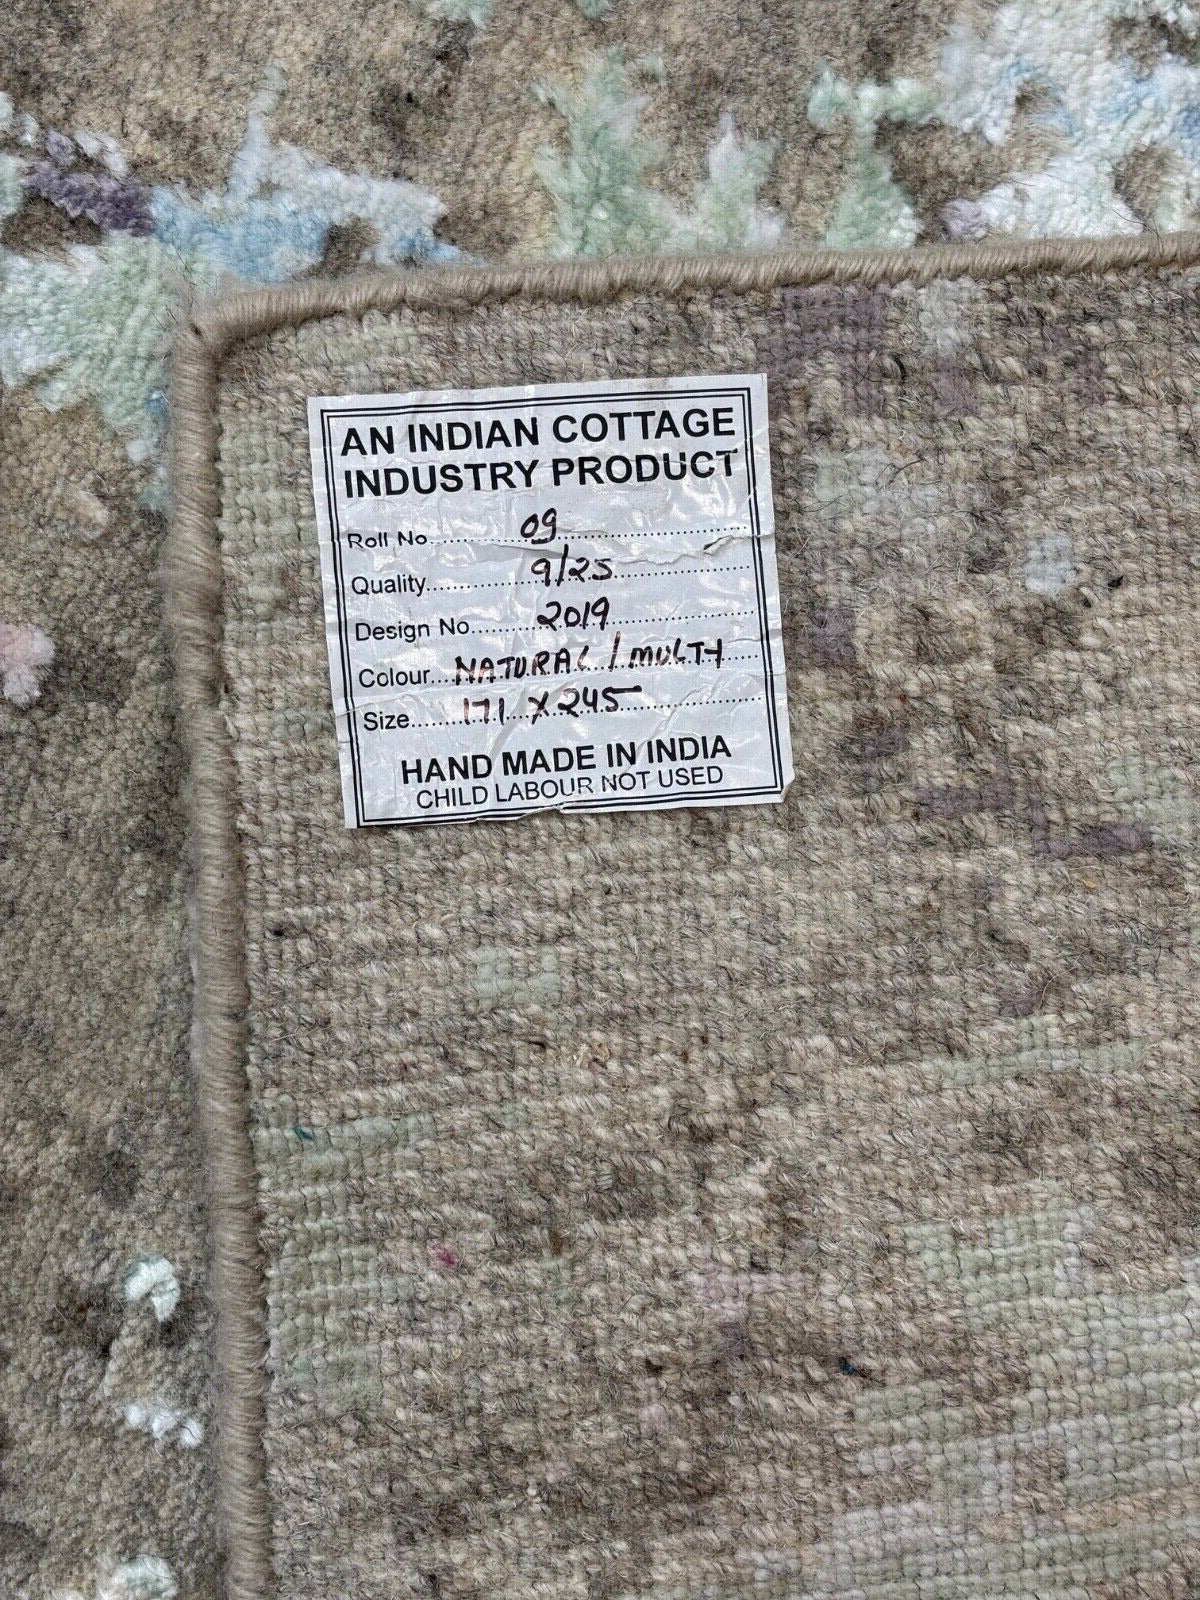 AN INDIAN COTTAGE
INDUSTRY PRODUCT
Roll No.......... 09 ..........
Quality.......... 9/25 ..........
Design No.......... 2019 ..........
Colour.... NATURAL / MULTI ....
Size.......... 171 X 245 ..........
HAND MADE IN INDIA
CHILD LABOUR NOT USED